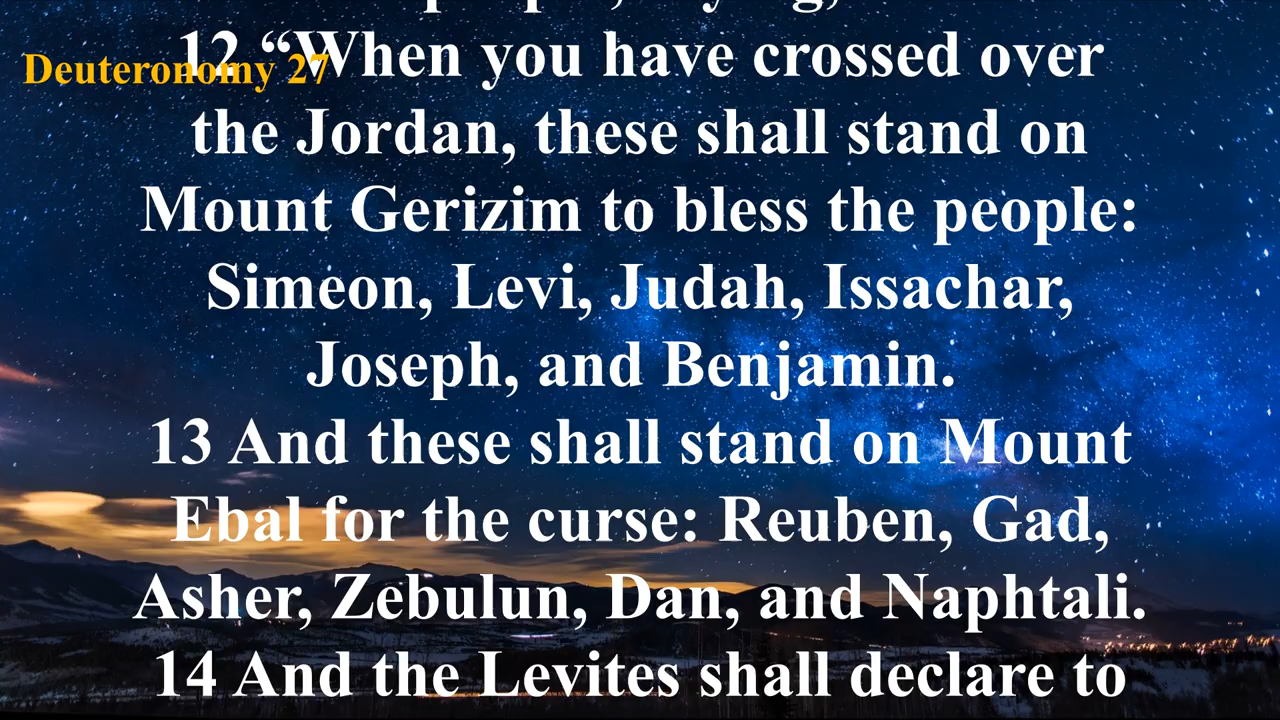 12 “When you have crossed over
Deuteronomy 27
the Jordan, these shall stand on
Mount Gerizim to bless the people:
Simeon, Levi, Judah, Issachar,
Joseph, and Benjamin.
13 And these shall stand on Mount
Ebal for the curse: Reuben, Gad,
Asher, Zebulun, Dan, and Naphtali.
14 And the Levites shall declare to